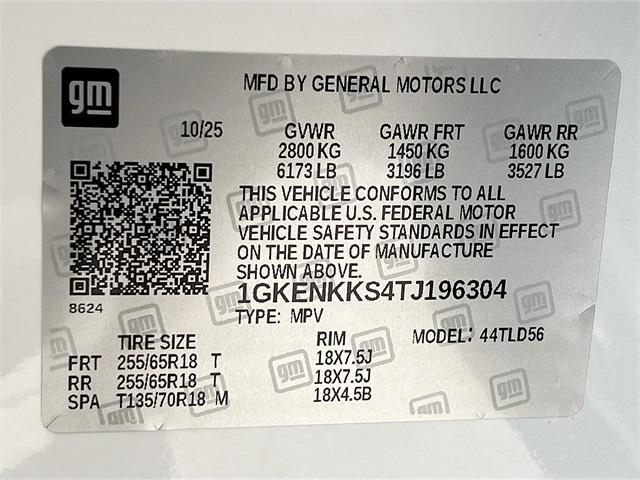 gm
MFD BY GENERAL MOTORS LLC
10/25 GVWR GAWR FRT GAWR RR
2800 KG 1450 KG 1600 KG
6173 LB 3196 LB 3527 LB
THIS VEHICLE CONFORMS TO ALL
APPLICABLE U.S. FEDERAL MOTOR
VEHICLE SAFETY STANDARDS IN EFFECT
ON THE DATE OF MANUFACTURE
SHOWN ABOVE.
1GKENKKS4TJ196304
8624
TYPE: MPV
TIRE SIZE RIM MODEL: 44TLD56
FRT 255/65R18 T 18X7.5J
RR 255/65R18 T 18X7.5J
SPA T135/70R18 M 18X4.5B